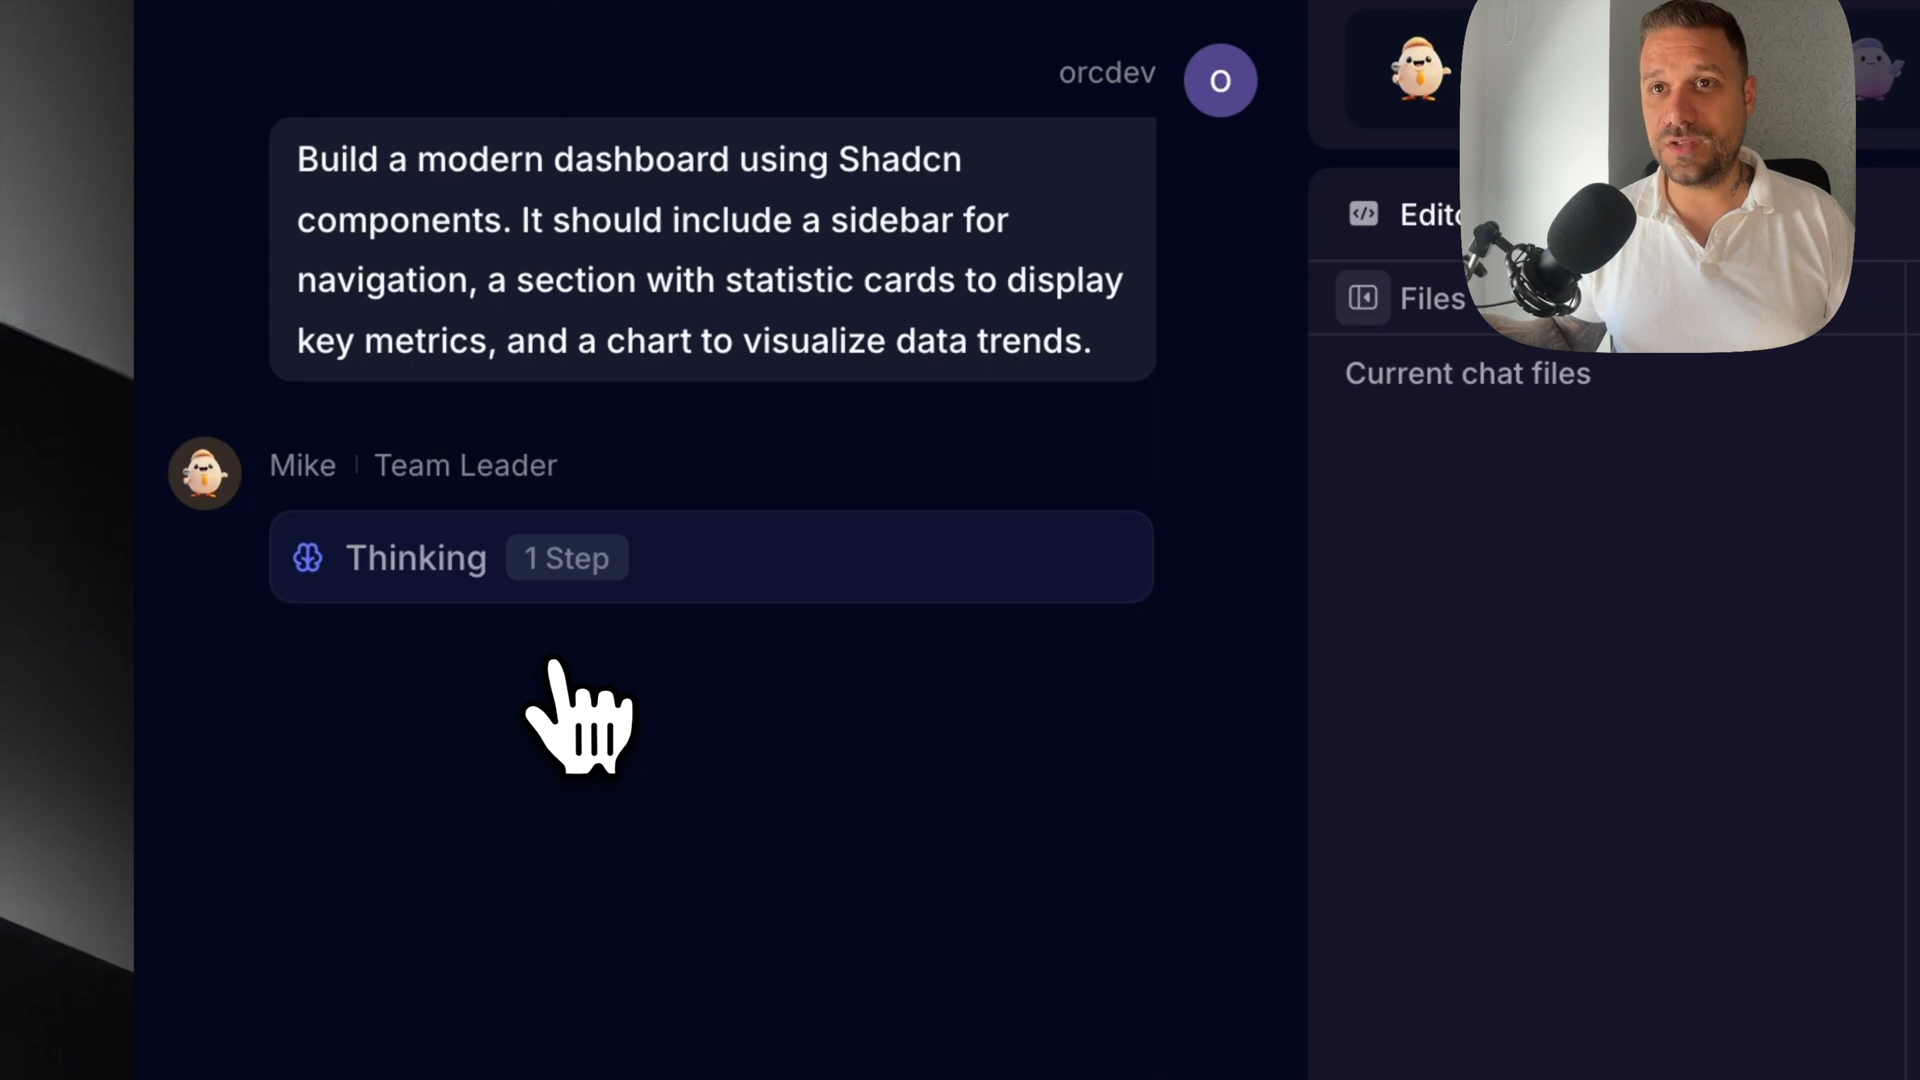 orcdev
O
Build a modern dashboard using Shadcn
components. It should include a sidebar for
navigation, a section with statistic cards to display
key metrics, and a chart to visualize data trends.
Mike | Team Leader
Thinking 1 Step
Files
Current chat files